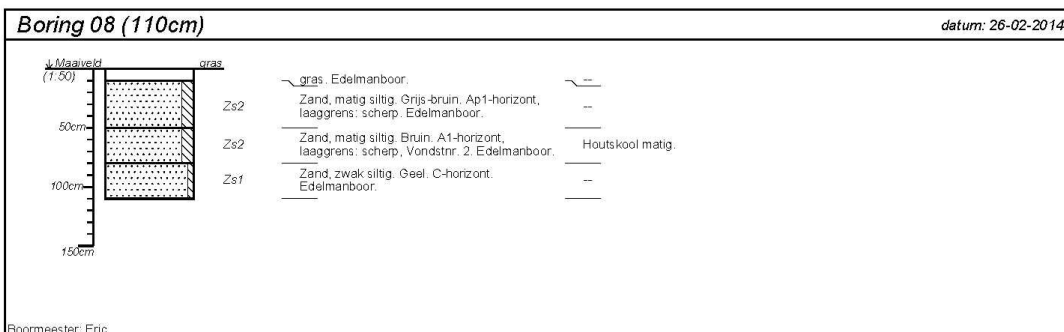 Boring 08 (110cm)
datum: 26-02-2014
↓ Maaiveld
gras
(1:50)
gras. Edelmanboor.
--
Zs2
Zand, matig siltig. Grijs-bruin. Ap1-horizont,
laaggrens: scherp. Edelmanboor.
--
50cm
Zs2
Zand, matig siltig. Bruin. A1-horizont,
laaggrens: scherp, Vondstnr. 2. Edelmanboor.
Houtskool matig.
Zs1
Zand, zwak siltig. Geel. C-horizont.
Edelmanboor.
--
100cm
150cm
Boormeester: Eric